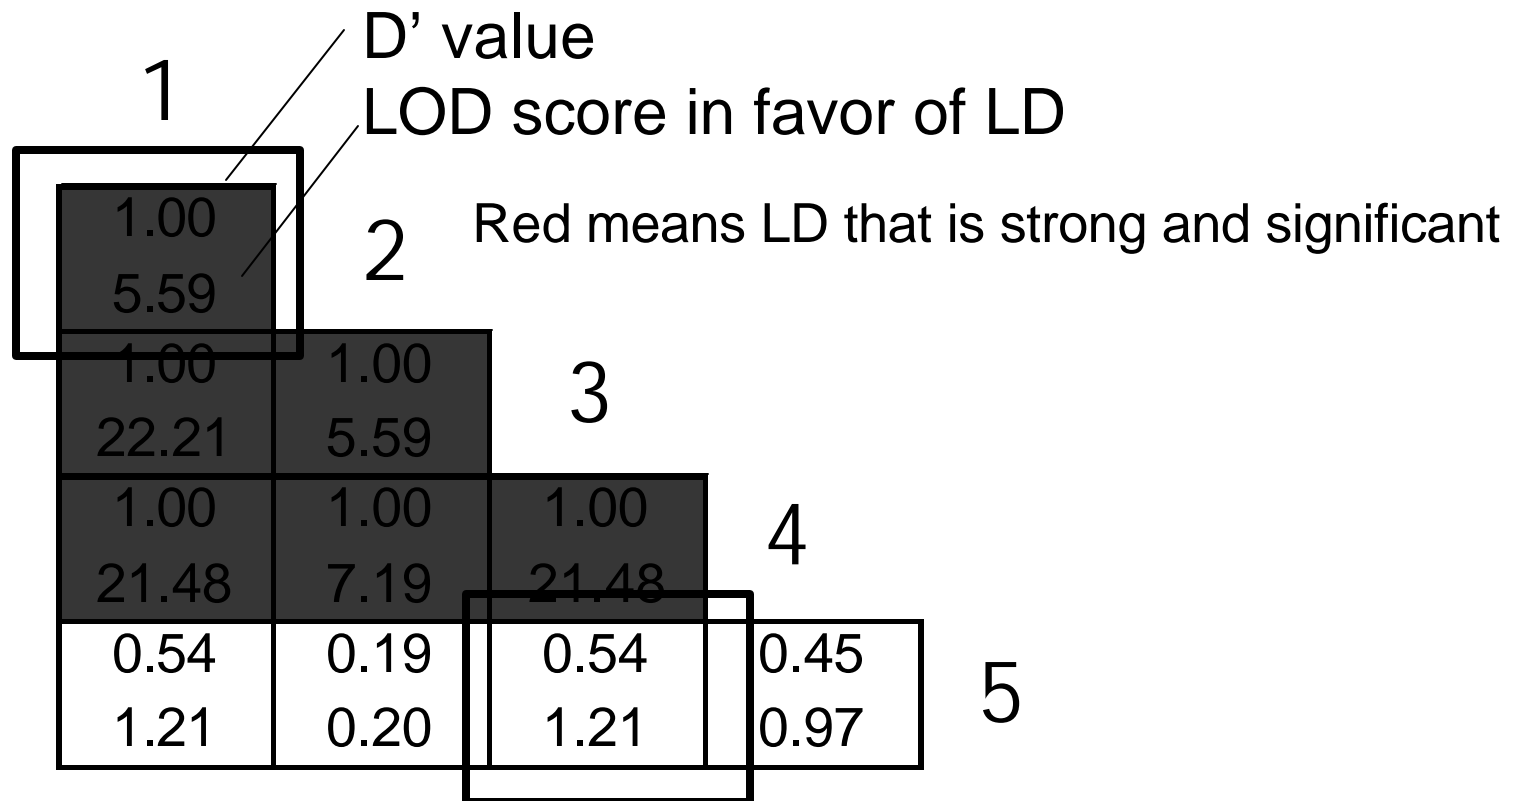 D’ value
1
LOD score in favor of LD
1.00
2
Red means LD that is strong and significant
5.59
1.00 1.00
3
22.21 5.59
1.00 1.00 1.00
4
21.48 7.19 21.48
0.54 0.19 0.54 0.45
5
1.21 0.20 1.21 0.97